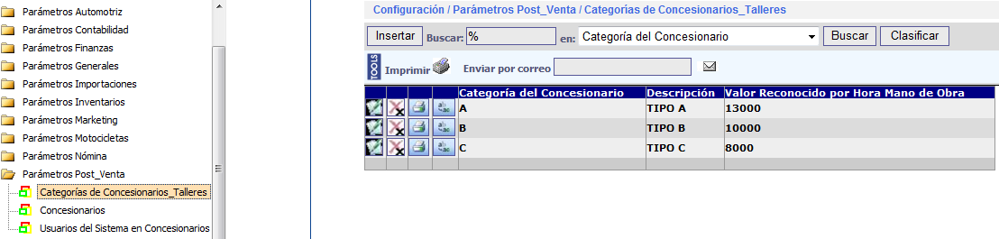 Parámetros Automotriz
Parámetros Contabilidad
Parámetros Finanzas
Parámetros Generales
Parámetros Importaciones
Parámetros Inventarios
Parámetros Marketing
Parámetros Motocicletas
Parámetros Nómina
Parámetros Post_Venta
Categorías de Concesionarios_Talleres
Concesionarios
Usuarios del Sistema en Concesionarios
Configuración / Parámetros Post_Venta / Categorías de Concesionarios_Talleres
Insertar Buscar: % en: Categoría del Concesionario Buscar Clasificar
TOOLS Imprimir Enviar por correo
Categoría del Concesionario Descripción Valor Reconocido por Hora Mano de Obra
A TIPO A 13000
B TIPO B 10000
C TIPO C 8000